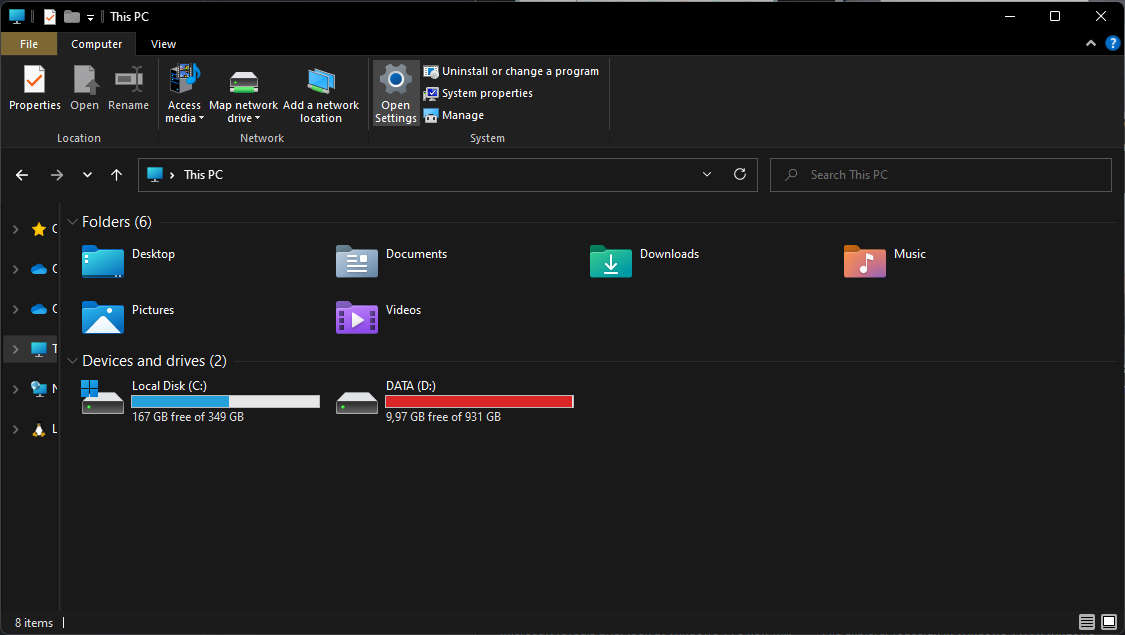 This PC
File Computer View
Properties Open Rename
Access media
Map network drive
Add a network location
Open Settings
Uninstall or change a program
System properties
Manage
Location Network System
This PC
Search This PC
Folders (6)
Desktop Documents Downloads Music
Pictures Videos
Devices and drives (2)
Local Disk (C:) DATA (D:)
167 GB free of 349 GB 9,97 GB free of 931 GB
8 items